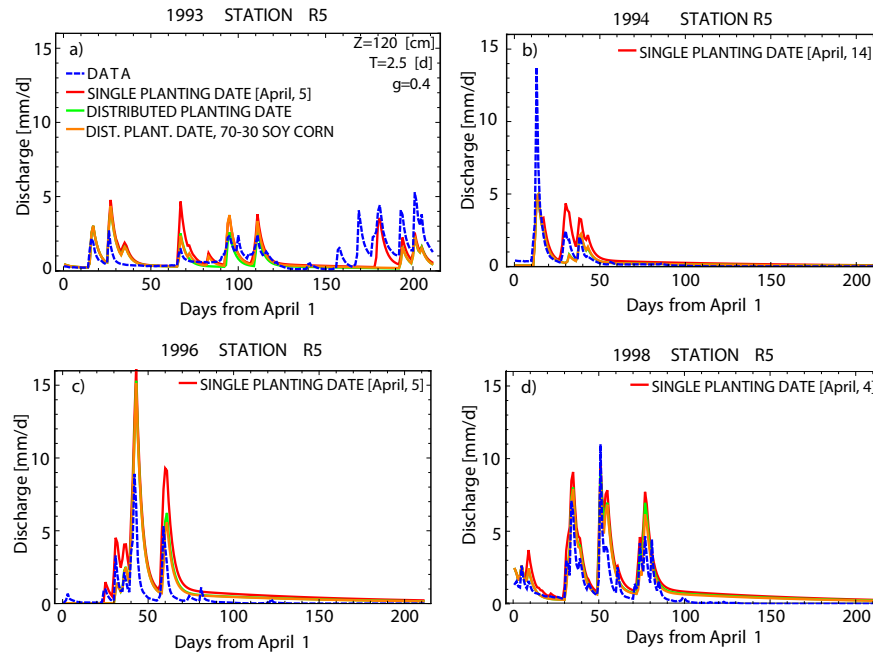 1993 STATION R5
a)
Z=120 [cm]
T=2.5 [d]
g=0.4
DATA
SINGLE PLANTING DATE [April, 5]
DISTRIBUTED PLANTING DATE
DIST. PLANT. DATE, 70-30 SOY CORN
Discharge [mm/d]
15
10
5
0
0 50 100 150 200
Days from April 1
1994 STATION R5
b)
SINGLE PLANTING DATE [April, 14]
Discharge [mm/d]
15
10
5
0
0 50 100 150 200
Days from April 1
1996 STATION R5
c)
SINGLE PLANTING DATE [April, 5]
Discharge [mm/d]
15
10
5
0
0 50 100 150 200
Days from April 1
1998 STATION R5
d)
SINGLE PLANTING DATE [April, 4]
Discharge [mm/d]
15
10
5
0
0 50 100 150 200
Days from April 1